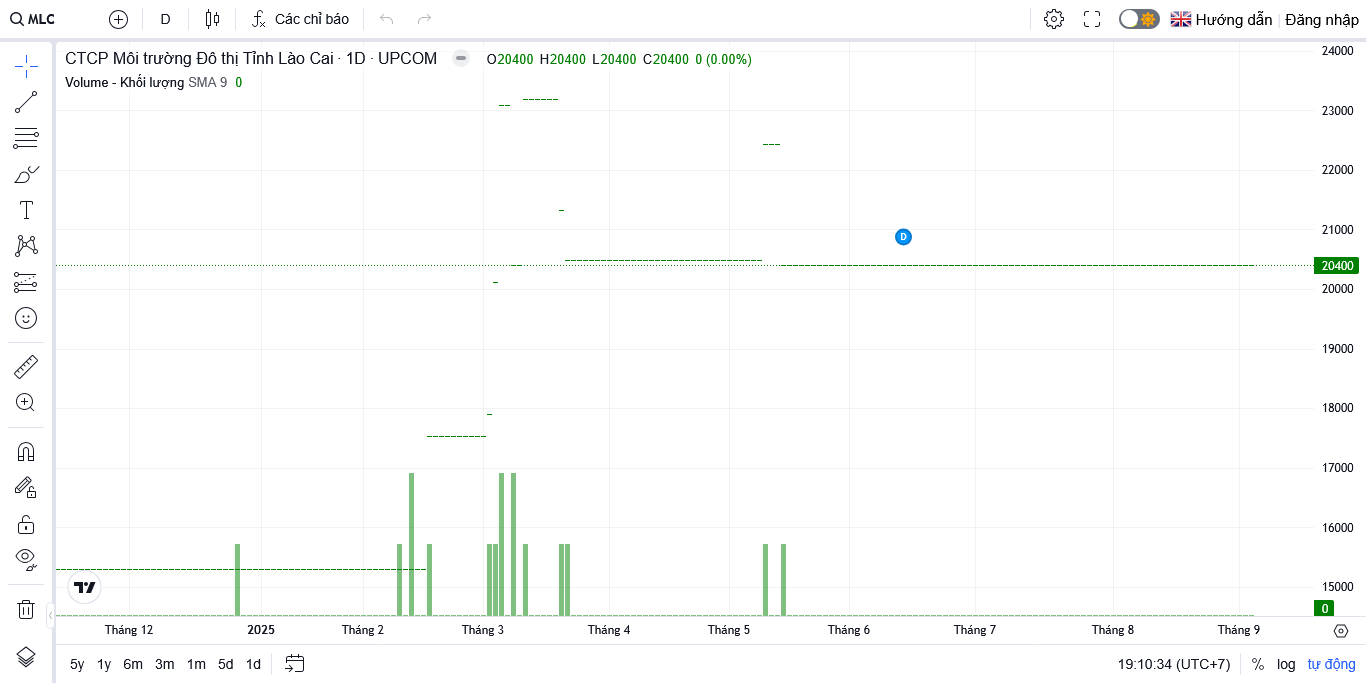 MLC D Các chỉ báo Hướng dẫn Đăng nhập
CTCP Môi trường Đô thị Tỉnh Lào Cai · 1D · UPCOM O20400 H20400 L20400 C20400 0 (0.00%)
Volume - Khối lượng SMA 9 0
24000
23000
22000
21000
D
20400
20000
19000
18000
17000
16000
15000
0
Tháng 12 2025 Tháng 2 Tháng 3 Tháng 4 Tháng 5 Tháng 6 Tháng 7 Tháng 8 Tháng 9
5y 1y 6m 3m 1m 5d 1d 19:10:34 (UTC+7) % log tự động